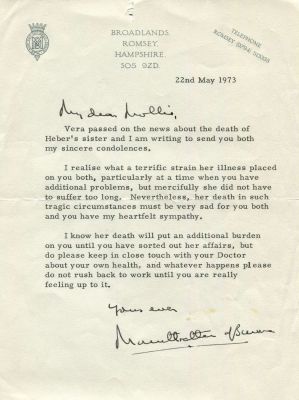 BROADLANDS,
ROMSEY,
HAMPSHIRE.
SO5 9ZD.
TELEPHONE
ROMSEY (0794)
22nd May 1973
My dear Mollie,
Vera passed on the news about the death of
Heber's sister and I am writing to send you both
my sincere condolences.
I realise what a terrific strain her illness placed
on you both, particularly at a time when you have
additional problems, but mercifully she did not have
to suffer too long. Nevertheless, her death in such
tragic circumstances must be very sad for you both
and you have my heartfelt sympathy.
I know her death will put an additional burden
on you until you have sorted out her affairs, but
do please keep in close touch with your Doctor
about your own health, and whatever happens please
do not rush back to work until you are really
feeling up to it.
Yours ever
Mountbatten of Burma